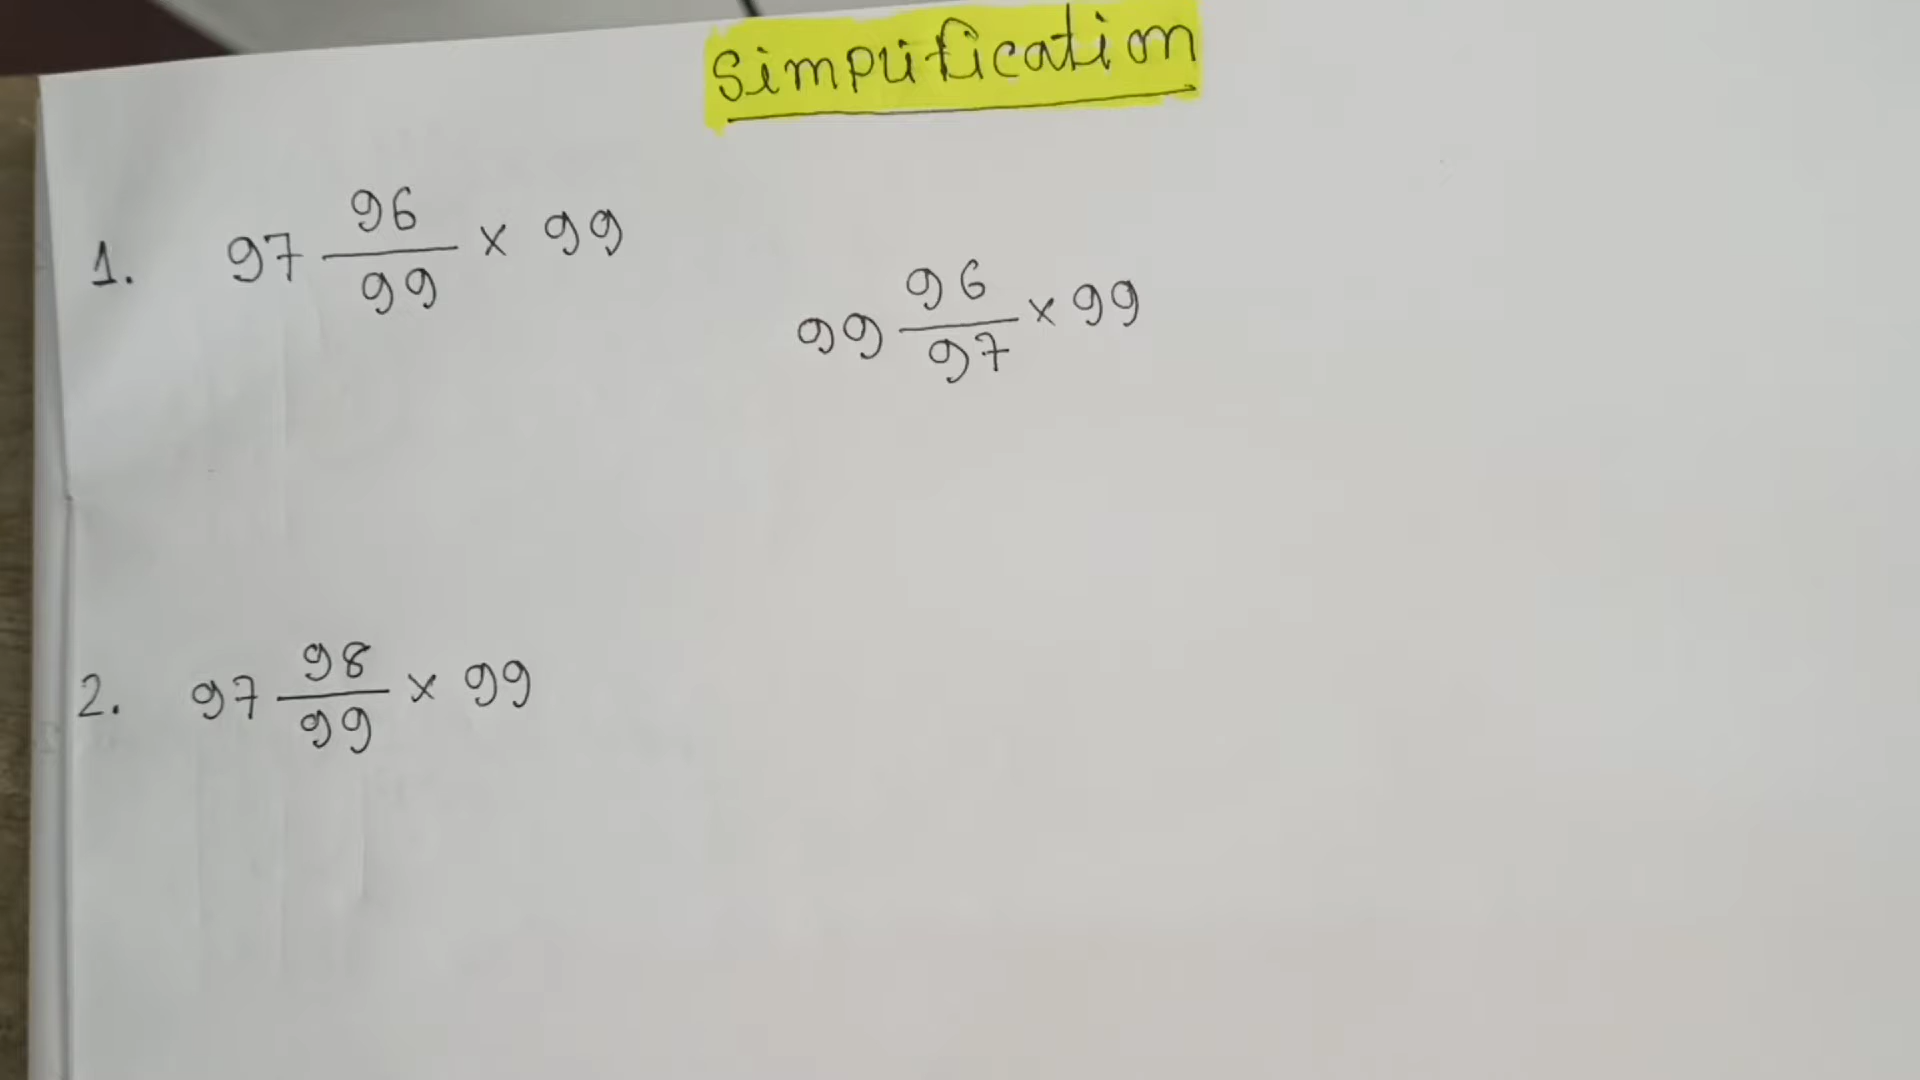 Simplification
1. 97 96/99 × 99
99 96/97 × 99
2. 97 98/99 × 99